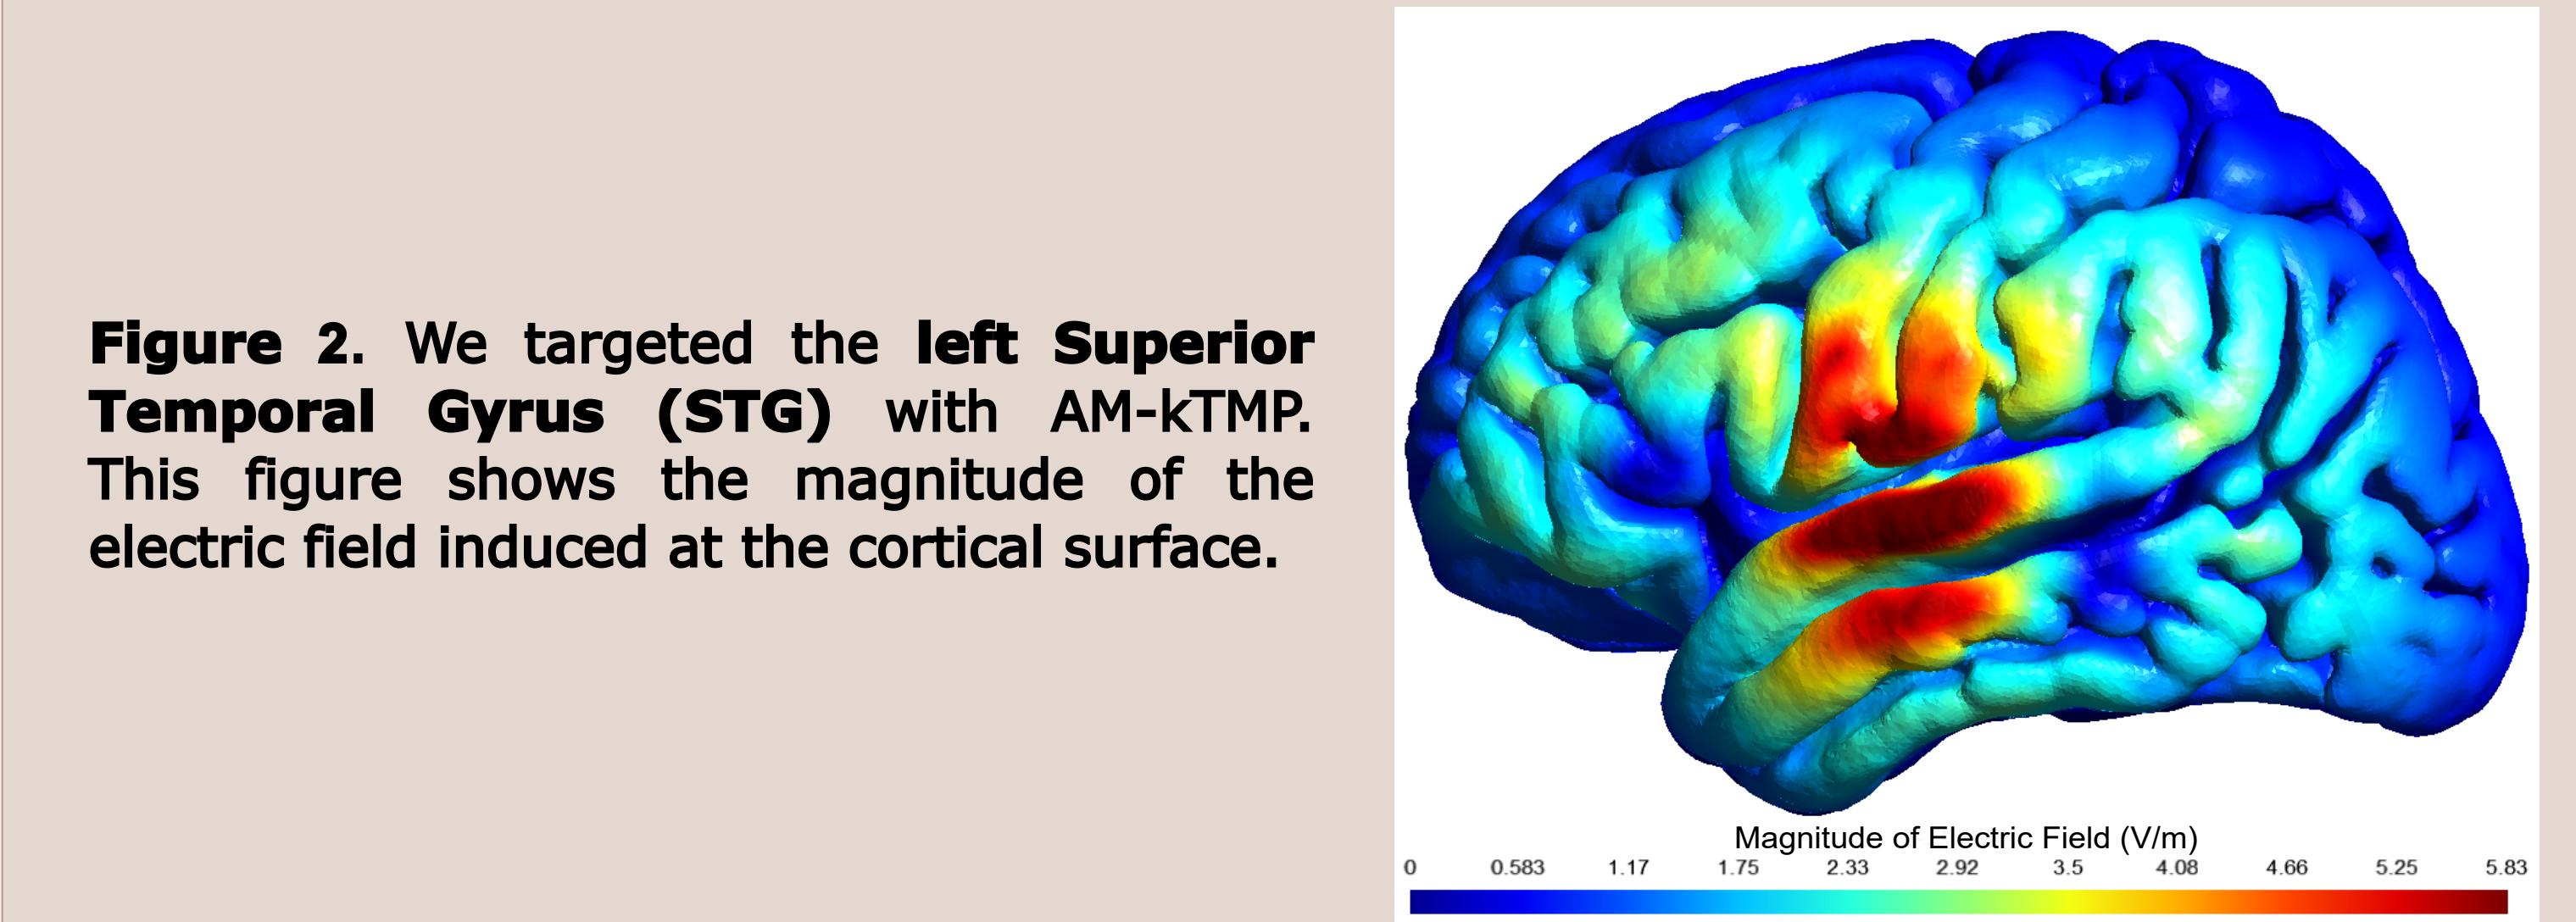 Figure 2. We targeted the left Superior
Temporal Gyrus (STG) with AM-kTMP.
This figure shows the magnitude of the
electric field induced at the cortical surface.
Magnitude of Electric Field (V/m)
0 0.583 1.17 1.75 2.33 2.92 3.5 4.08 4.66 5.25 5.83